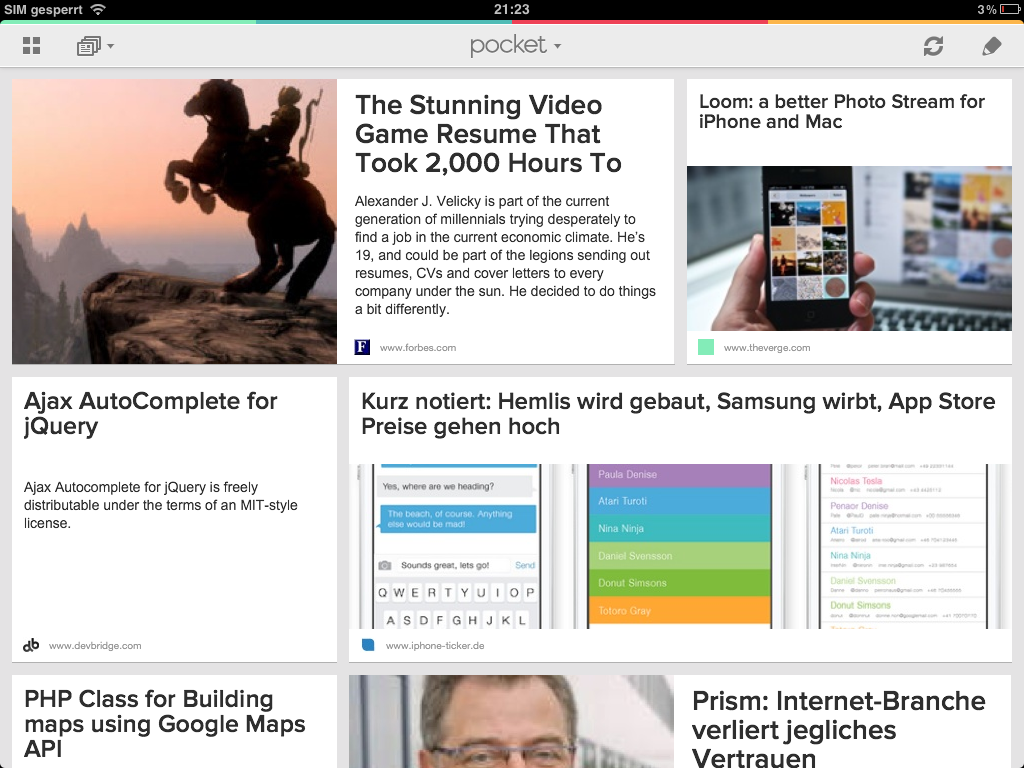 SIM gesperrt
21:23
3%
pocket
The Stunning Video
Game Resume That
Took 2,000 Hours To
Alexander J. Velicky is part of the current
generation of millennials trying desperately to
find a job in the current economic climate. He's
19, and could be part of the legions sending out
resumes, CVs and cover letters to every
company under the sun. He decided to do things
a bit differently.
F
www.forbes.com
Loom: a better Photo Stream for
iPhone and Mac
www.theverge.com
Ajax AutoComplete for
jQuery
Ajax Autocomplete for jQuery is freely
distributable under the terms of an MIT-style
license.
db
www.devbridge.com
Kurz notiert: Hemlis wird gebaut, Samsung wirbt, App Store
Preise gehen hoch
Yes, where are we heading?
The beach, of course. Anything
else would be mad!
Sounds great, lets go!
Send
Q W E R T Y U I O P
A S D F G H J K L
Paula Denise
Atari Turoti
Nina Ninja
Daniel Svensson
Donut Simsons
Totoro Gray
Nicolas Tesla
Penaor Denise
Atari Turoti
Nina Ninja
Daniel Svensson
Donut Simsons
www.iphone-ticker.de
PHP Class for Building
maps using Google Maps
API
Prism: Internet-Branche
verliert jegliches
Vertrauen